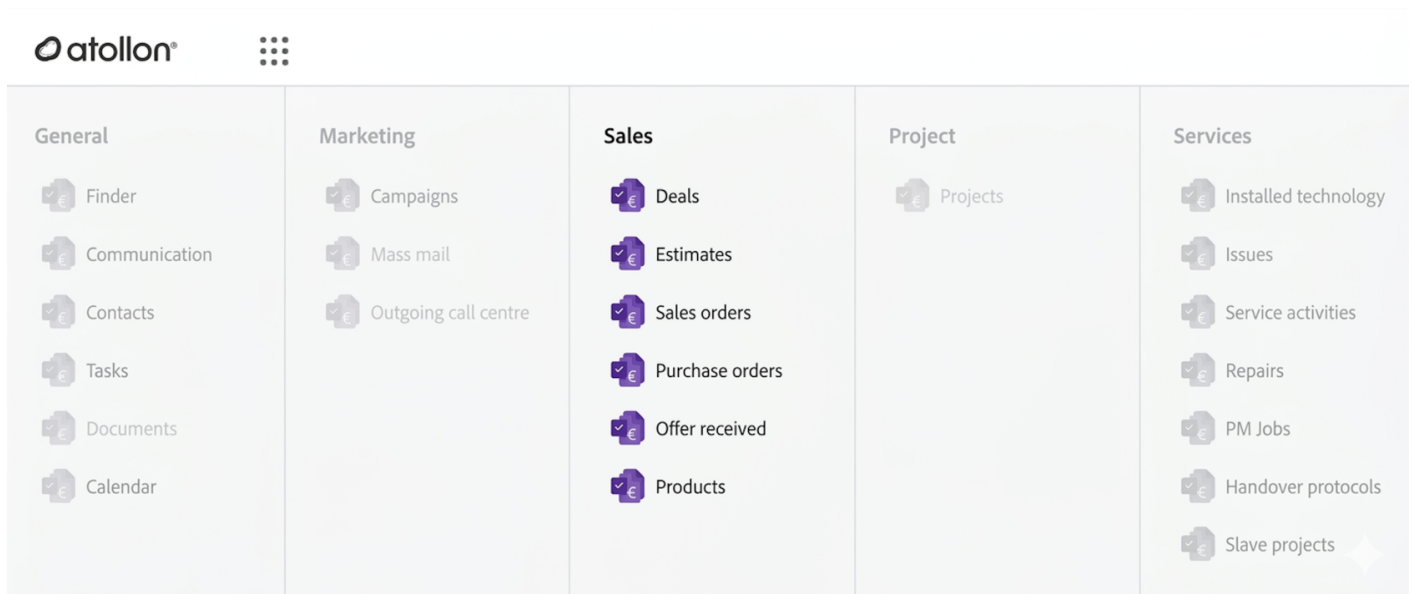 atollon®
General
Finder
Communication
Contacts
Tasks
Documents
Calendar
Marketing
Campaigns
Mass mail
Outgoing call centre
Sales
Deals
Estimates
Sales orders
Purchase orders
Offer received
Products
Project
Projects
Services
Installed technology
Issues
Service activities
Repairs
PM Jobs
Handover protocols
Slave projects